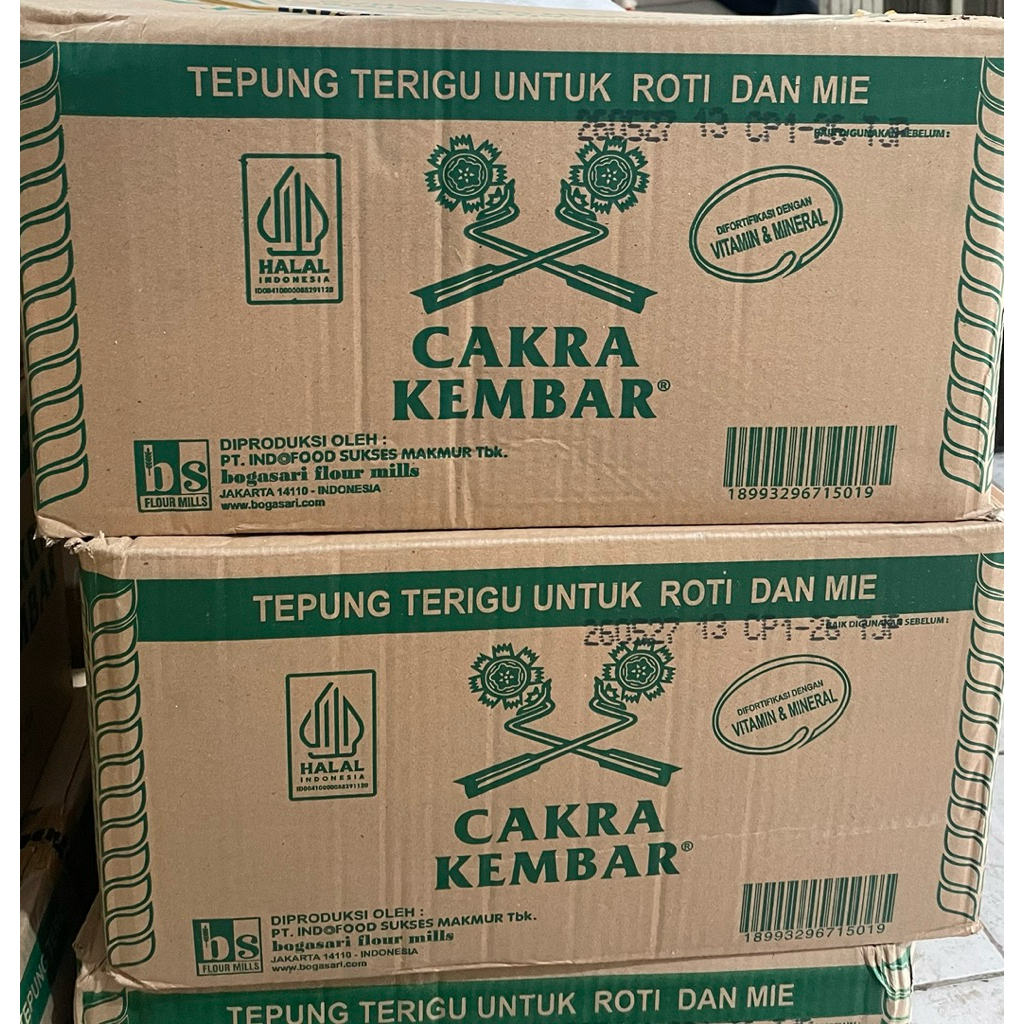 TEPUNG TERIGU UNTUK ROTI DAN MIE
260527 13 CP1-26 TJP
BAIK DIGUNAKAN SEBELUM :
HALAL
INDONESIA
ID00410000088291120
DIFORTIFIKASI DENGAN
VITAMIN & MINERAL
CAKRA
KEMBAR®
bs
FLOUR MILLS
DIPRODUKSI OLEH :
PT. INDOFOOD SUKSES MAKMUR Tbk.
bogasari flour mills
JAKARTA 14110 - INDONESIA
www.bogasari.com
18993296715019
TEPUNG TERIGU UNTUK ROTI DAN MIE
260527 13 CP1-26 TJP
BAIK DIGUNAKAN SEBELUM :
HALAL
INDONESIA
ID00410000088291120
DIFORTIFIKASI DENGAN
VITAMIN & MINERAL
CAKRA
KEMBAR®
bs
FLOUR MILLS
DIPRODUKSI OLEH :
PT. INDOFOOD SUKSES MAKMUR Tbk.
bogasari flour mills
JAKARTA 14110 - INDONESIA
www.bogasari.com
18993296715019
TEPUNG TERIGU UNTUK ROTI DAN MIE